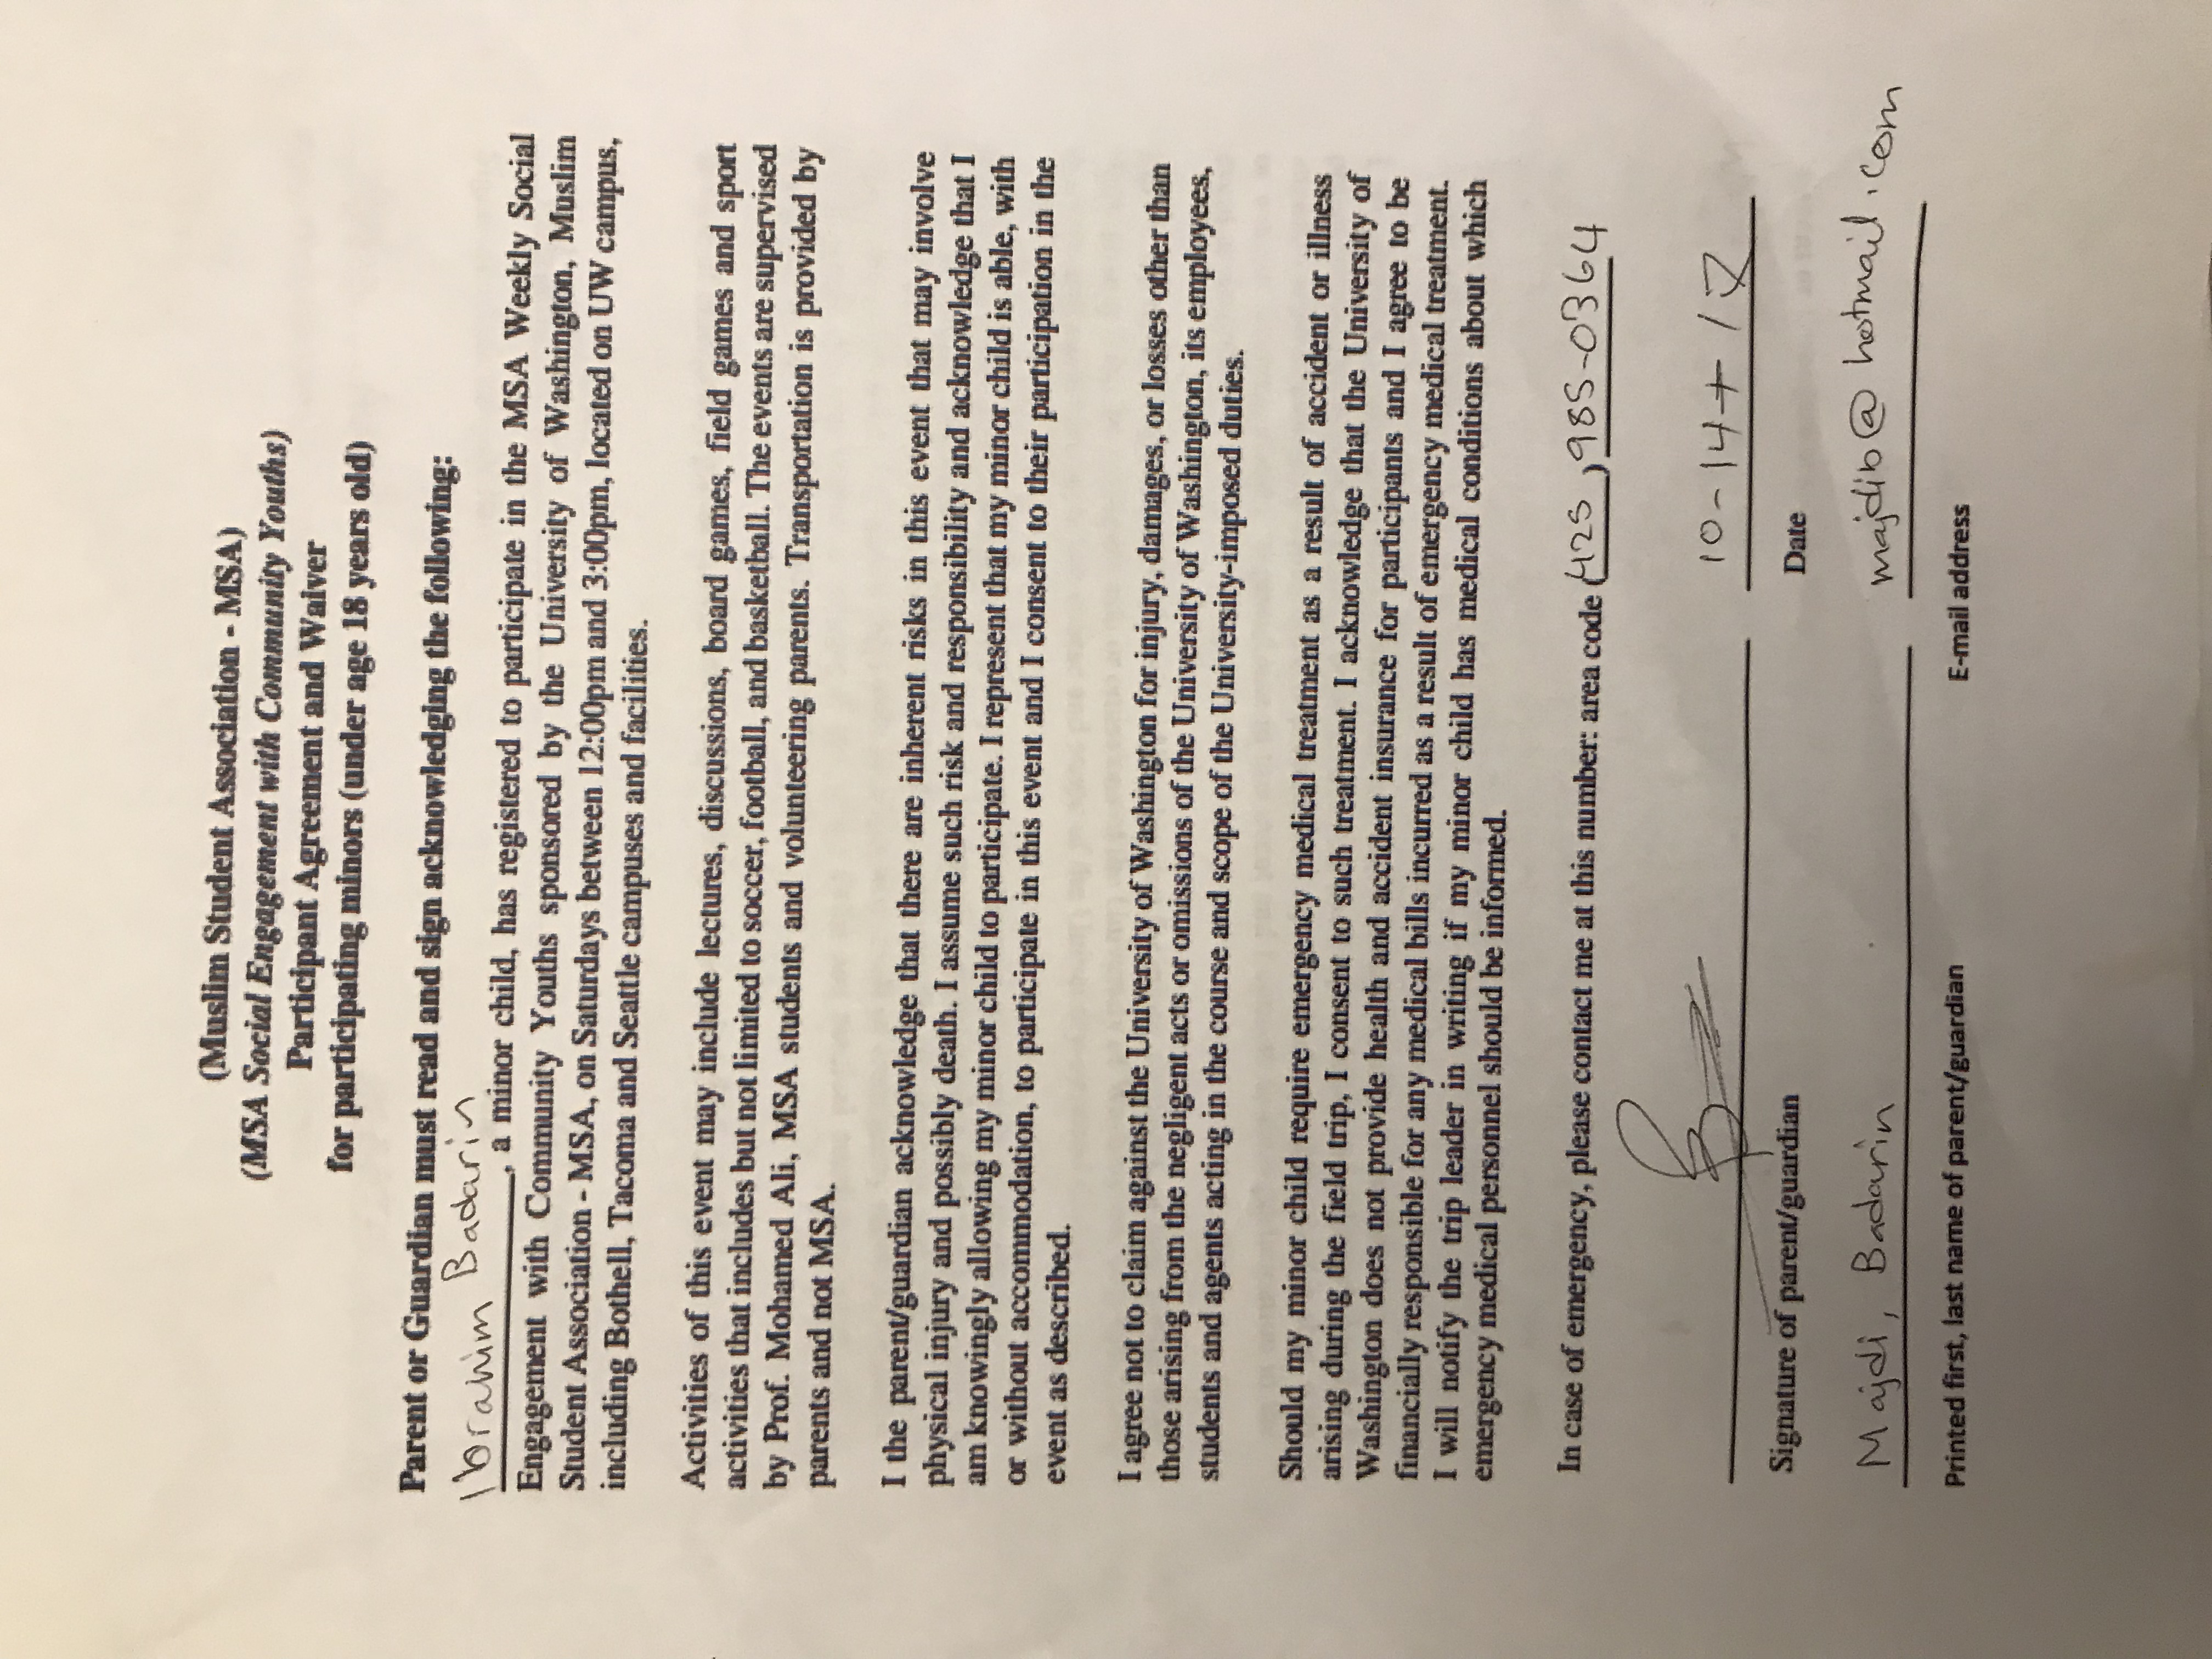 (Muslim Student Association - MSA)
(MSA Social Engagement with Community Youths)
Participant Agreement and Waiver
for participating minors (under age 18 years old)
Parent or Guardian must read and sign acknowledging the following:
Ibrahim Badarin
, a minor child, has registered to participate in the MSA Weekly Social
Engagement with Community Youths sponsored by the University of Washington, Muslim
Student Association - MSA, on Saturdays between 12:00pm and 3:00pm, located on UW campus,
including Bothell, Tacoma and Seattle campuses and facilities.
Activities of this event may include lectures, discussions, board games, field games and sport
activities that includes but not limited to soccer, football, and basketball. The events are supervised
by Prof. Mohamed Ali, MSA students and volunteering parents. Transportation is provided by
parents and not MSA.
I the parent/guardian acknowledge that there are inherent risks in this event that may involve
physical injury and possibly death. I assume such risk and responsibility and acknowledge that I
am knowingly allowing my minor child to participate. I represent that my minor child is able, with
or without accommodation, to participate in this event and I consent to their participation in the
event as described.
I agree not to claim against the University of Washington for injury, damages, or losses other than
those arising from the negligent acts or omissions of the University of Washington, its employees,
students and agents acting in the course and scope of the University-imposed duties.
Should my minor child require emergency medical treatment as a result of accident or illness
arising during the field trip, I consent to such treatment. I acknowledge that the University of
Washington does not provide health and accident insurance for participants and I agree to be
financially responsible for any medical bills incurred as a result of emergency medical treatment.
I will notify the trip leader in writing if my minor child has medical conditions about which
emergency medical personnel should be informed.
In case of emergency, please contact me at this number: area code (425) 985-0364
10-14-17
Signature of parent/guardian Date
Majdi, Badarin majdib@hotmail.com
Printed first, last name of parent/guardian E-mail address